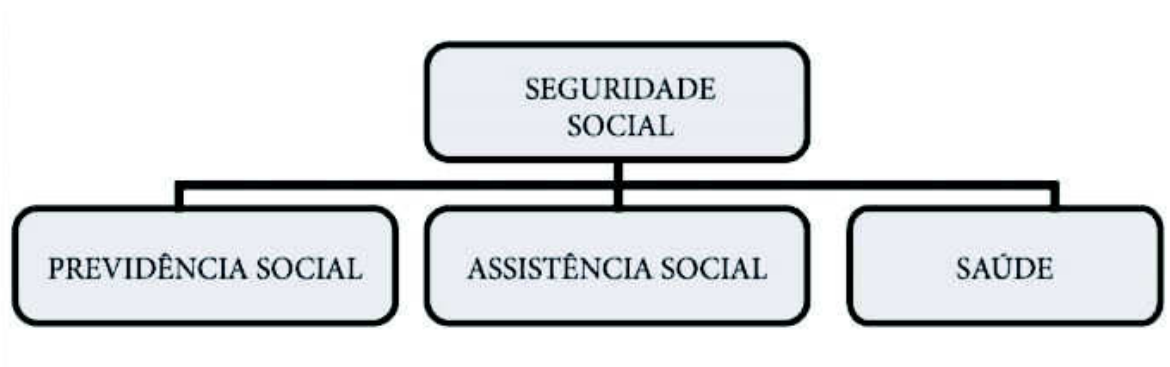 SEGURIDADE
SOCIAL
PREVIDÊNCIA SOCIAL
ASSISTÊNCIA SOCIAL
SAÚDE